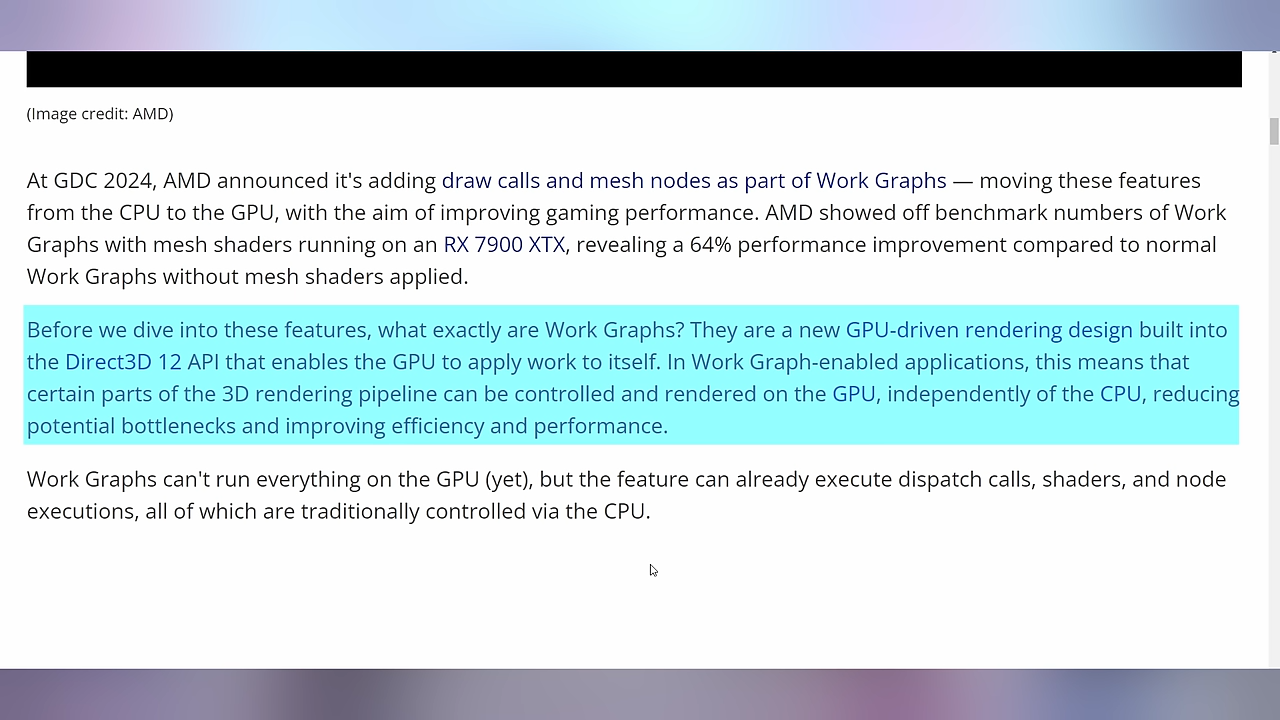 (Image credit: AMD)
At GDC 2024, AMD announced it's adding draw calls and mesh nodes as part of Work Graphs — moving these features
from the CPU to the GPU, with the aim of improving gaming performance. AMD showed off benchmark numbers of Work
Graphs with mesh shaders running on an RX 7900 XTX, revealing a 64% performance improvement compared to normal
Work Graphs without mesh shaders applied.
Before we dive into these features, what exactly are Work Graphs? They are a new GPU-driven rendering design built into
the Direct3D 12 API that enables the GPU to apply work to itself. In Work Graph-enabled applications, this means that
certain parts of the 3D rendering pipeline can be controlled and rendered on the GPU, independently of the CPU, reducing
potential bottlenecks and improving efficiency and performance.
Work Graphs can't run everything on the GPU (yet), but the feature can already execute dispatch calls, shaders, and node
executions, all of which are traditionally controlled via the CPU.